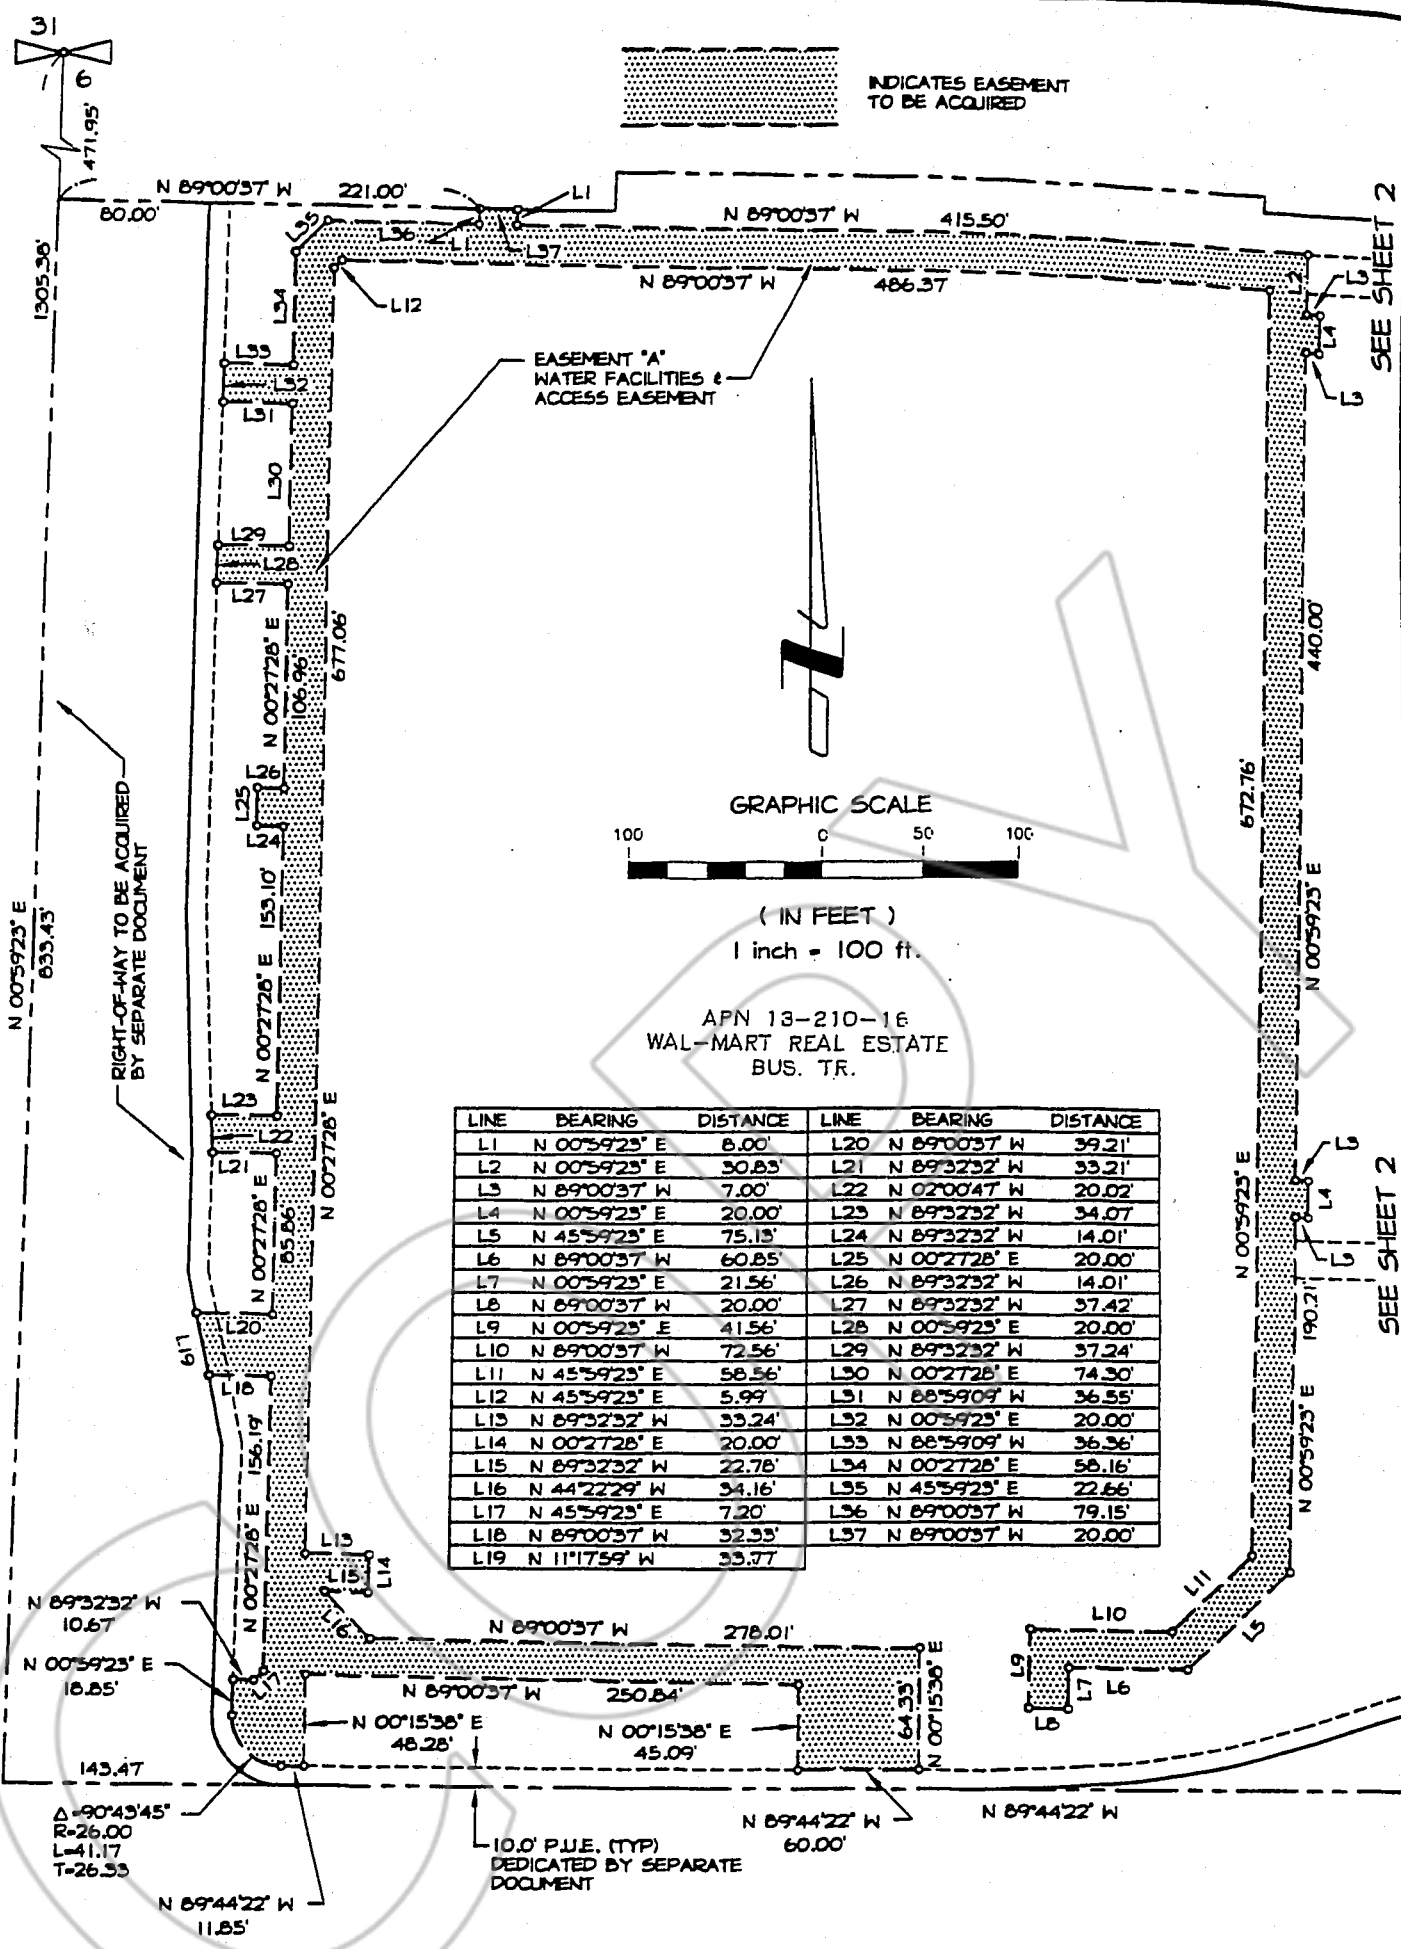 31
1
6
471.95'
INDICATES EASEMENT
TO BE ACQUIRED
N 89°00'37" W 221.00'
80.00'
L1
L35
L36
L1
L37
N 89°00'37" W 415.50'
N 89°00'37" W 486.37
L12
L2
L3
L4
L3
SEE SHEET 2
1305.38'
L34
L33
L32
L31
EASEMENT "A"
WATER FACILITIES &
ACCESS EASEMENT
L30
L29
L28
L27
677.06'
440.00'
N 00°27'28" E
106.96'
L26
L25
L24
672.76'
GRAPHIC SCALE
100 0 50 100
( IN FEET )
1 inch = 100 ft.
N 00°59'23" E
833.43'
RIGHT-OF-WAY TO BE ACQUIRED
BY SEPARATE DOCUMENT
N 00°27'28" E 153.10'
N 00°59'23" E
APN 13-210-16
WAL-MART REAL ESTATE
BUS. TR.
L23
L22
L21
N 00°27'28" E
N 00°27'28" E
85.86'
L20
L19
L18
LINE BEARING DISTANCE LINE BEARING DISTANCE
L1 N 00°59'23" E 8.00' L20 N 89°00'37" W 39.21'
L2 N 00°59'23" E 30.83' L21 N 89°32'32" W 33.21'
L3 N 89°00'37" W 7.00' L22 N 02°00'47" W 20.02'
L4 N 00°59'23" E 20.00' L23 N 89°32'32" W 34.07'
L5 N 45°59'23" E 75.13' L24 N 89°32'32" W 14.01'
L6 N 89°00'37" W 60.85' L25 N 00°27'28" E 20.00'
L7 N 00°59'23" E 21.56' L26 N 89°32'32" W 14.01'
L8 N 89°00'37" W 20.00' L27 N 89°32'32" W 37.42'
L9 N 00°59'23" E 41.56' L28 N 00°59'23" E 20.00'
L10 N 89°00'37" W 72.56' L29 N 89°32'32" W 37.24'
L11 N 45°59'23" E 58.56' L30 N 00°27'28" E 74.30'
L12 N 45°59'23" E 5.99' L31 N 88°59'09" W 36.55'
L13 N 89°32'32" W 33.24' L32 N 00°59'23" E 20.00'
L14 N 00°27'28" E 20.00' L33 N 88°59'09" W 36.36'
L15 N 89°32'32" W 22.78' L34 N 00°27'28" E 58.16'
L16 N 44°22'29" W 34.16' L35 N 45°59'23" E 22.66'
L17 N 45°59'23" E 7.20' L36 N 89°00'37" W 79.15'
L18 N 89°00'37" W 32.33' L37 N 89°00'37" W 20.00'
L19 N 11°17'59" W 33.77'
N 00°59'23" E
L3
L4
L3
SEE SHEET 2
190.21'
N 00°59'23" E
N 00°27'28" E 156.19'
L13
L14
L15
L16
L17
N 89°32'32" W
10.67'
N 00°59'23" E
18.85'
N 89°00'37" W 278.01'
N 89°00'37" W 250.84'
N 00°15'38" E
48.28'
N 00°15'38" E
45.09'
64.33'
N 00°15'38" E
L11
L10
L9
L8
L7
L6
L5
143.47
Δ=90°43'45"
R=26.00
L=41.17
T=26.33
N 89°44'22" W
11.85'
10.0' P.U.E. (TYP)
DEDICATED BY SEPARATE
DOCUMENT
N 89°44'22" W
60.00'
N 89°44'22" W
COPY